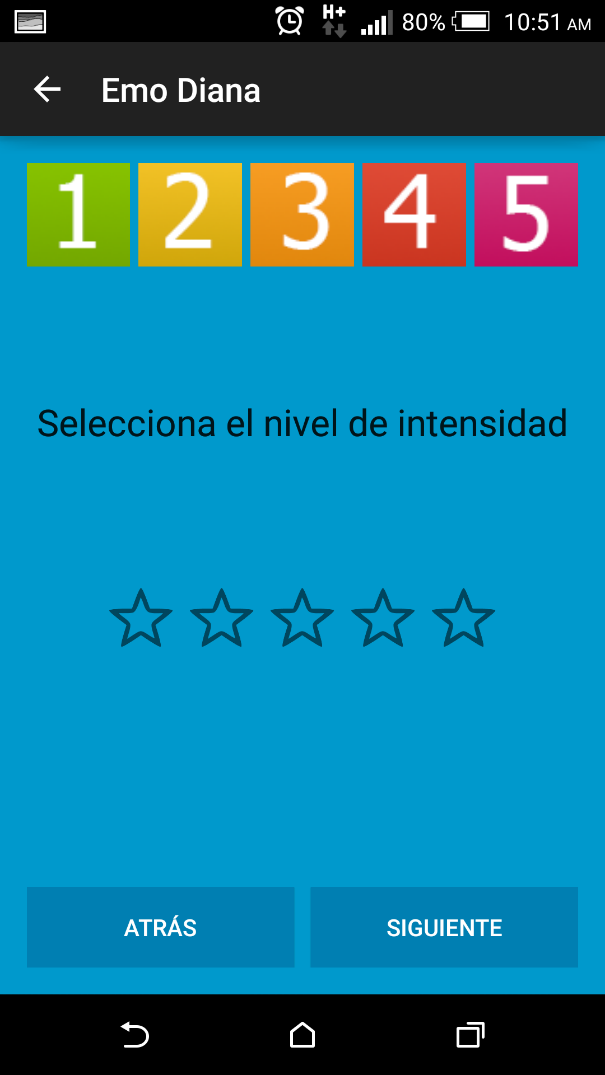 H+ 80% 10:51 AM
Emo Diana
1 2 3 4 5
Selecciona el nivel de intensidad
ATRÁS SIGUIENTE